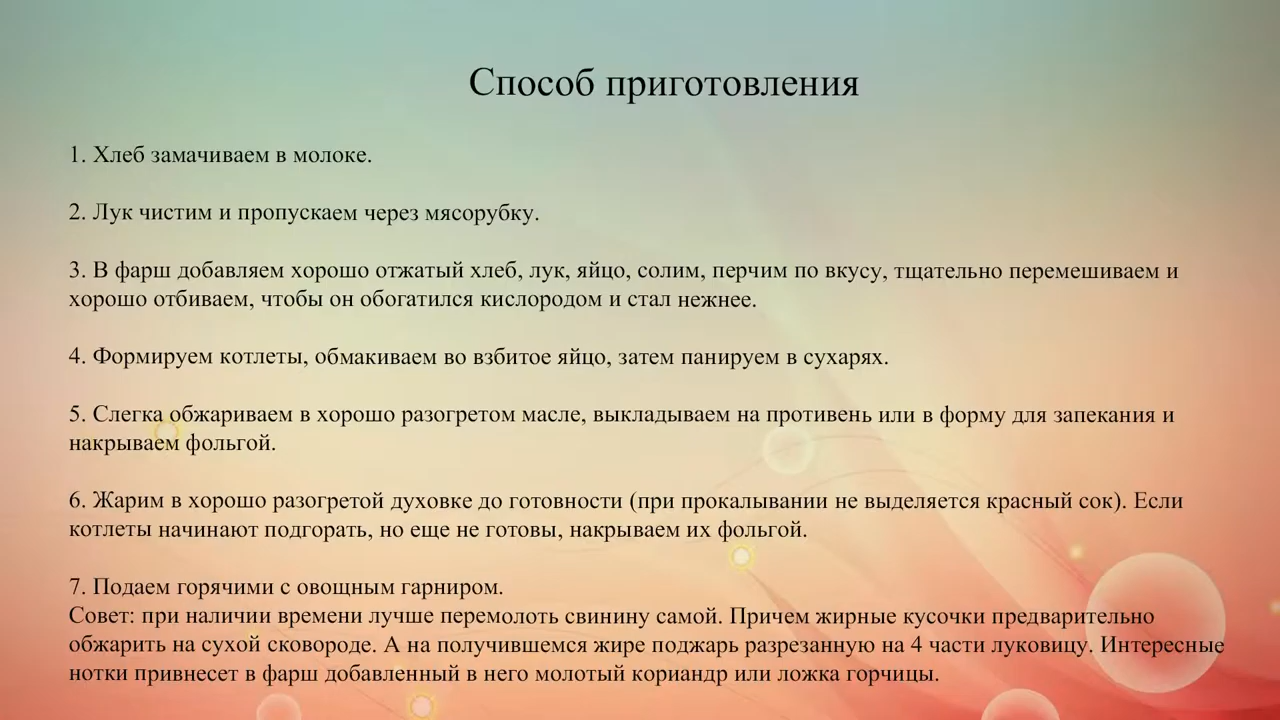 Способ приготовления
1. Хлеб замачиваем в молоке.
2. Лук чистим и пропускаем через мясорубку.
3. В фарш добавляем хорошо отжатый хлеб, лук, яйцо, солим, перчим по вкусу, тщательно перемешиваем и
хорошо отбиваем, чтобы он обогатился кислородом и стал нежнее.
4. Формируем котлеты, обмакиваем во взбитое яйцо, затем панируем в сухарях.
5. Слегка обжариваем в хорошо разогретом масле, выкладываем на противень или в форму для запекания и
накрываем фольгой.
6. Жарим в хорошо разогретой духовке до готовности (при прокалывании не выделяется красный сок). Если
котлеты начинают подгорать, но еще не готовы, накрываем их фольгой.
7. Подаем горячими с овощным гарниром.
Совет: при наличии времени лучше перемолоть свинину самой. Причем жирные кусочки предварительно
обжарить на сухой сковороде. А на получившемся жире поджарь разрезанную на 4 части луковицу. Интересные
нотки привнесет в фарш добавленный в него молотый кориандр или ложка горчицы.